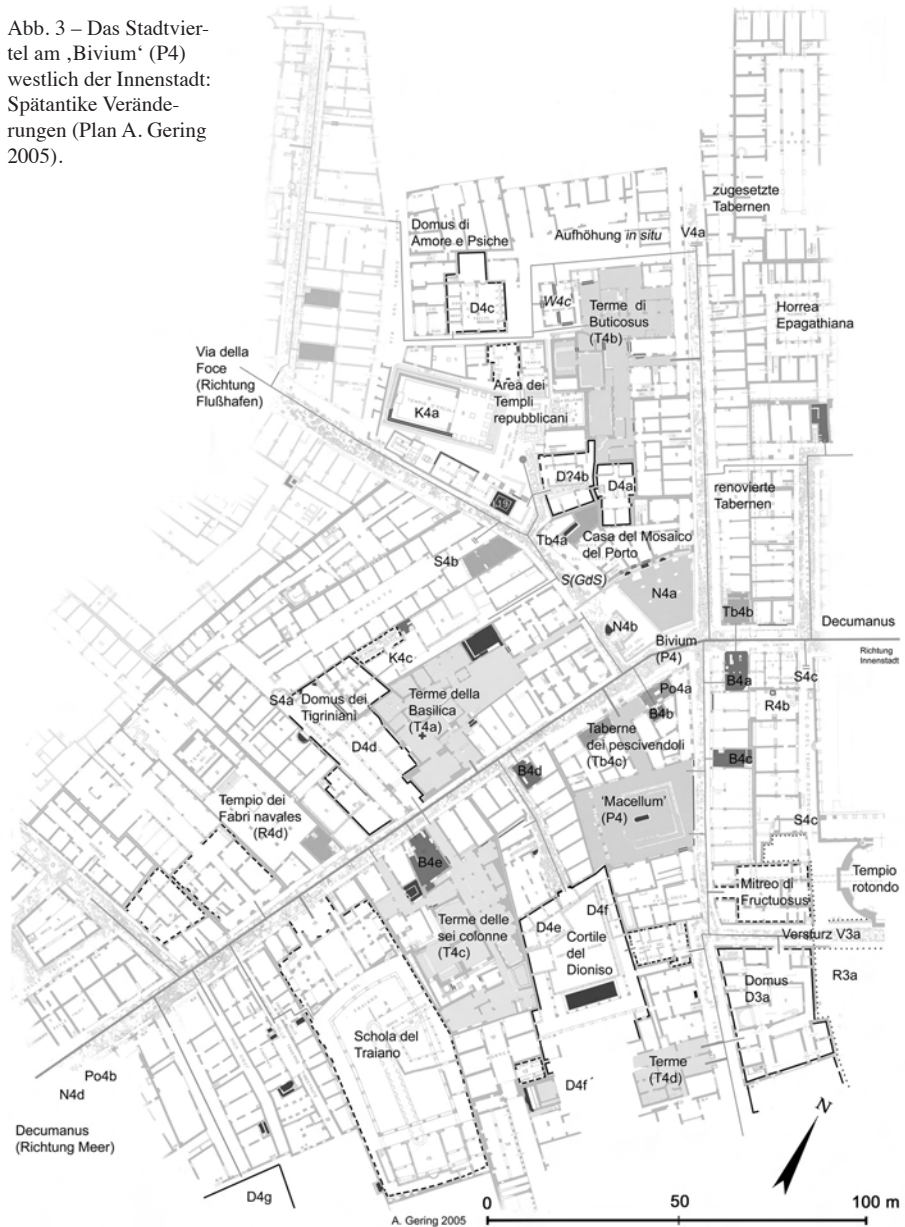 Abb. 3 – Das Stadtvier-
tel am ‚Bivium‘ (P4)
westlich der Innenstadt:
Spätantike Verände-
rungen (Plan A. Gering
2005).
zugesetzte
Tabernen
Domus di
Amore e Psiche
Aufhöhung in situ
V4a
D4c
W4c
Terme di
Buticosus
(T4b)
Horrea
Epagathiana
Via della
Foce
(Richtung
Flußhafen)
K4a
Area dei
Templi
repubblicani
D?4b
D4a
renovierte
Tabernen
Tb4a
Casa del Mosaico
del Porto
S4b
S(GdS)
N4a
Tb4b
N4b
Decumanus
Bivium
(P4)
Richtung
Innenstadt
K4c
S4a
Domus dei
Tigriniani
Terme della
Basilica
(T4a)
Po4a
B4a
S4c
B4b
R4b
D4d
Taberne
dei pescivendoli
(Tb4c)
B4c
B4d
Tempio dei
Fabri navales
(R4d)
'Macellum'
(P4)
S4c
B4e
Tempio
rotondo
Mitreo di
Fructuosus
Terme delle
sei colonne
(T4c)
D4e
D4f
Cortile
del
Dioniso
Versturz V3a
Domus
D3a
R3a
Schola del
Traiano
Terme
(T4d)
Po4b
N4d
D4f´
Decumanus
(Richtung Meer)
N
D4g
A. Gering 2005
0 50 100 m